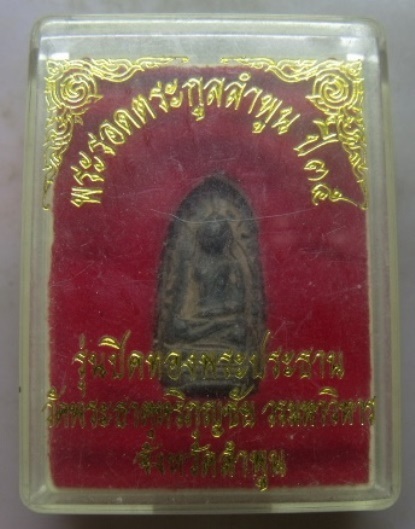 พระรอดตระกูลลำพูน ปี ๓๕
รุ่นปิดทองพระประธาน
วัดพระธาตุหริภุญชัย วรมหาวิหาร
จังหวัดลำพูน